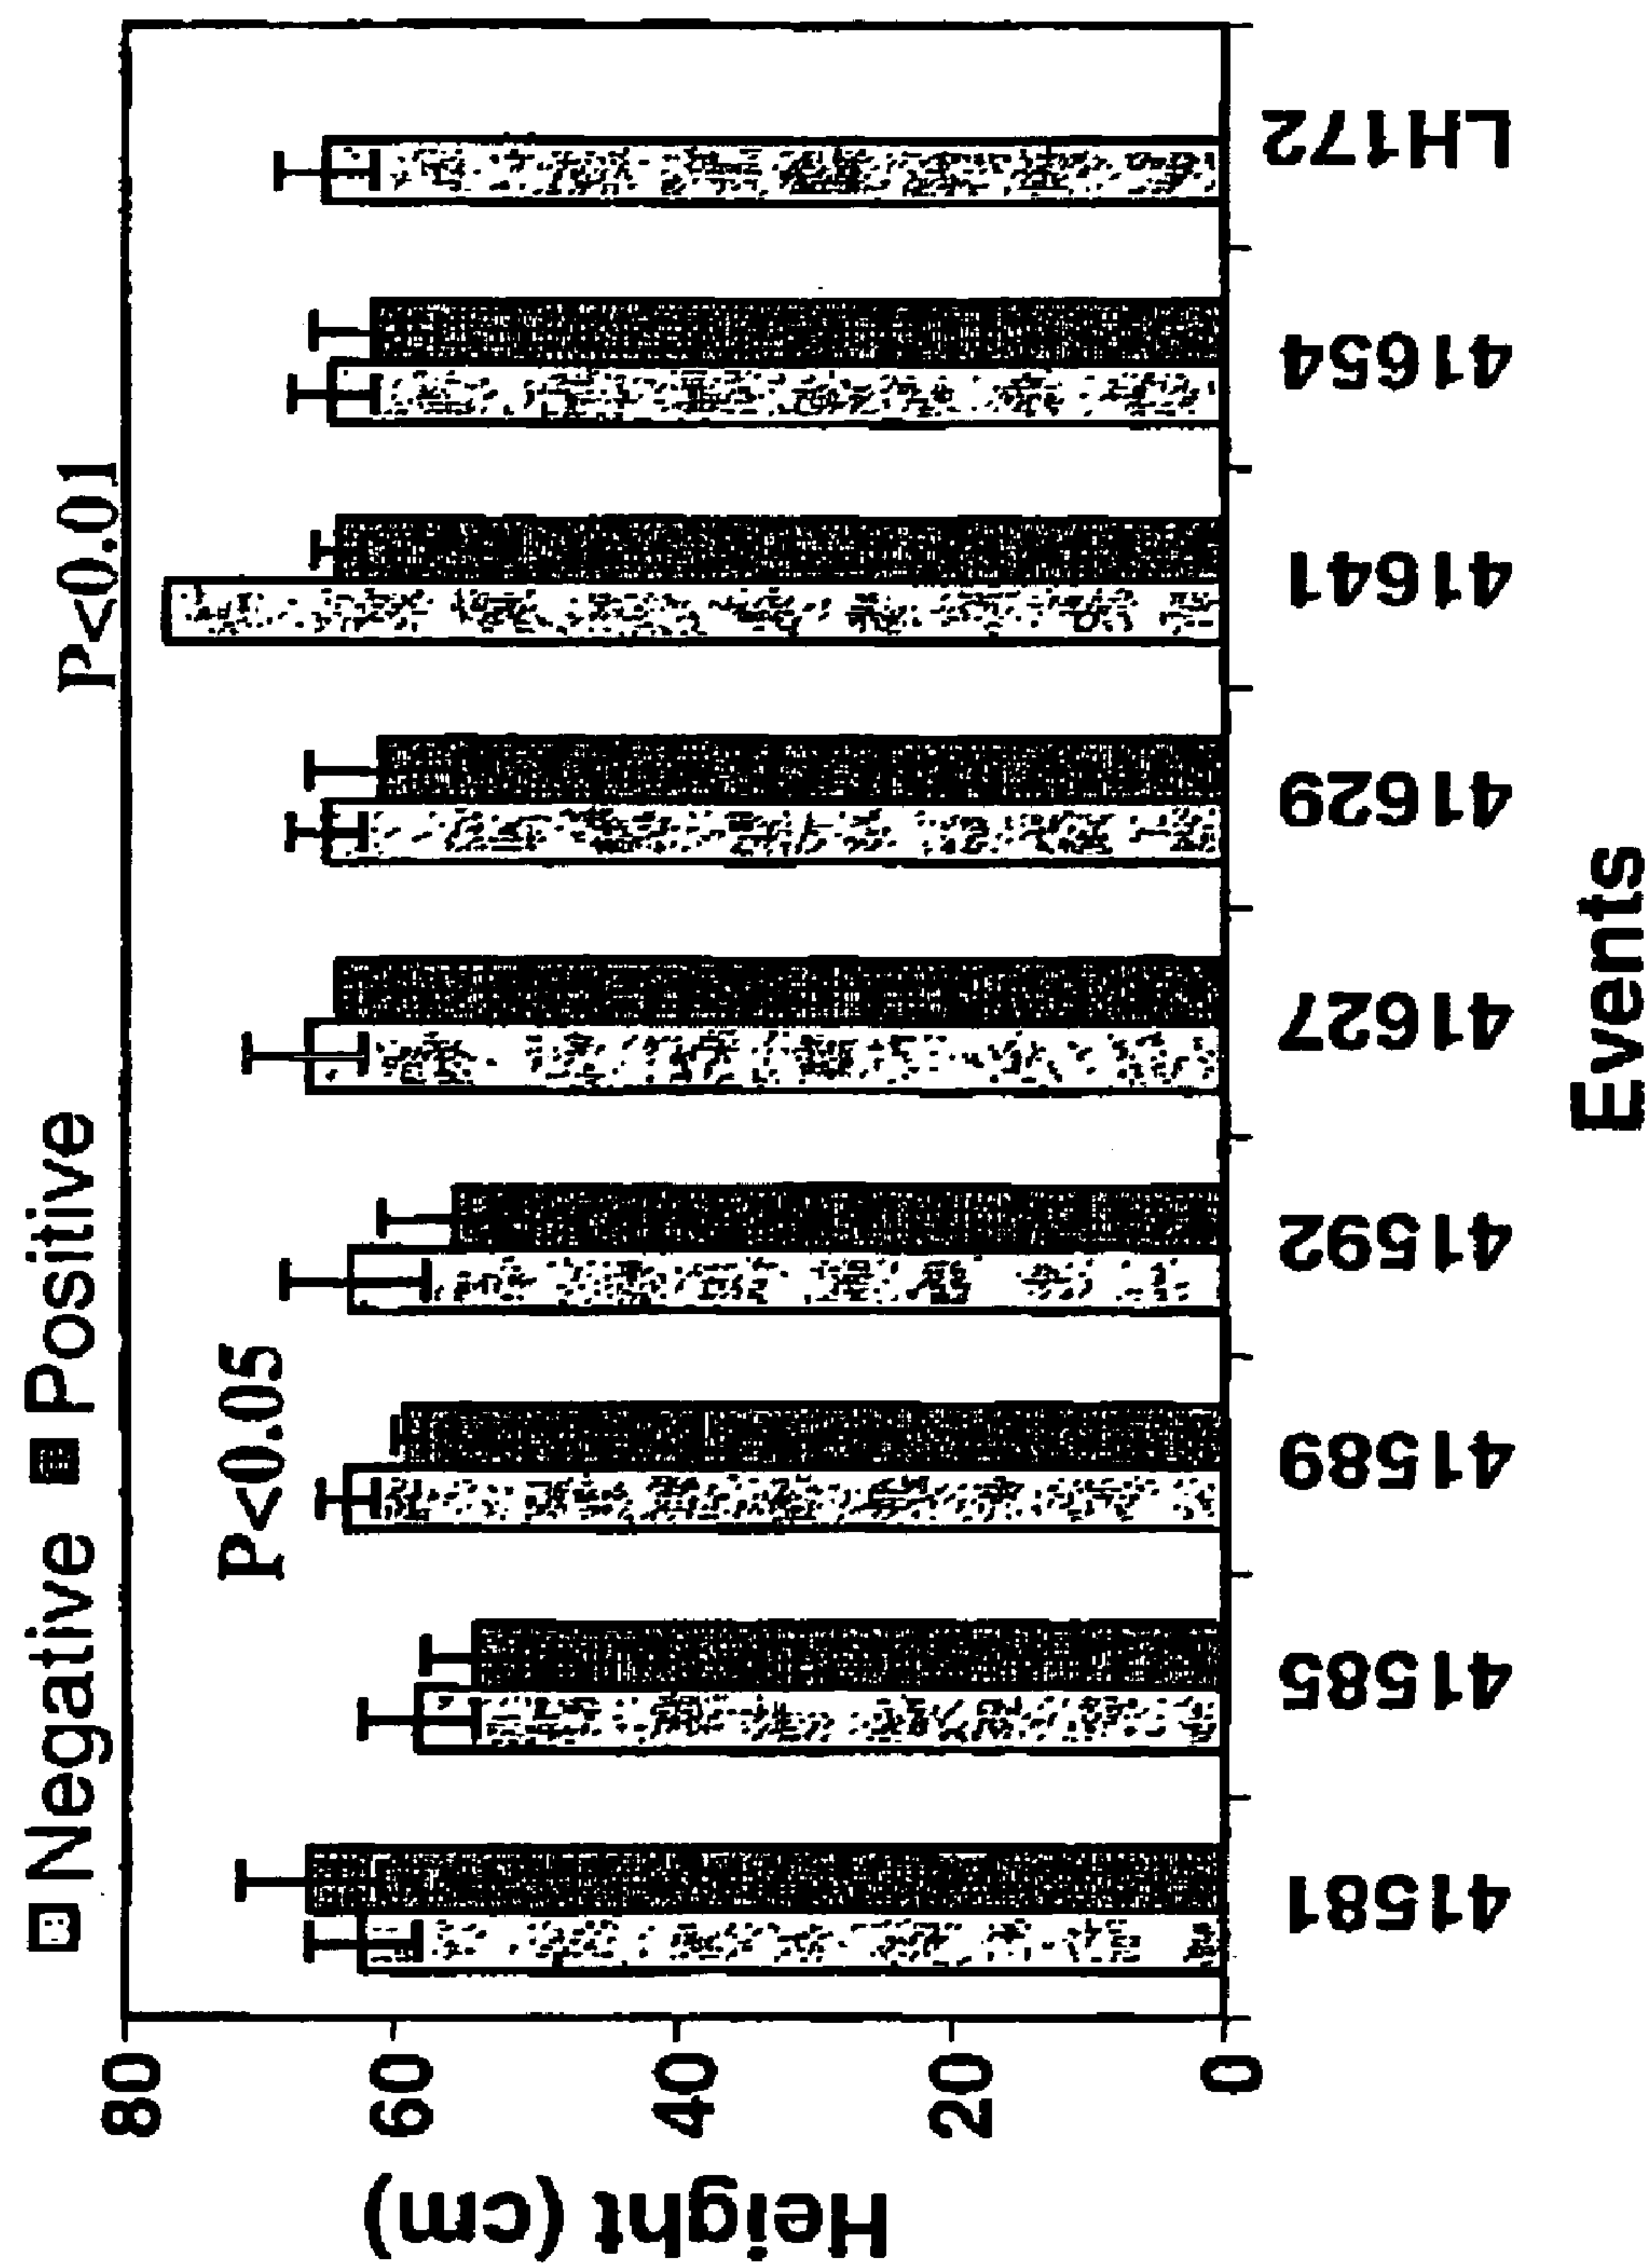 Negative Positive
P<0.01
P<0.05
80
60
40
20
0
Height (cm)
41581 41585 41589 41592 41627 41629 41641 41654 LH172
Events